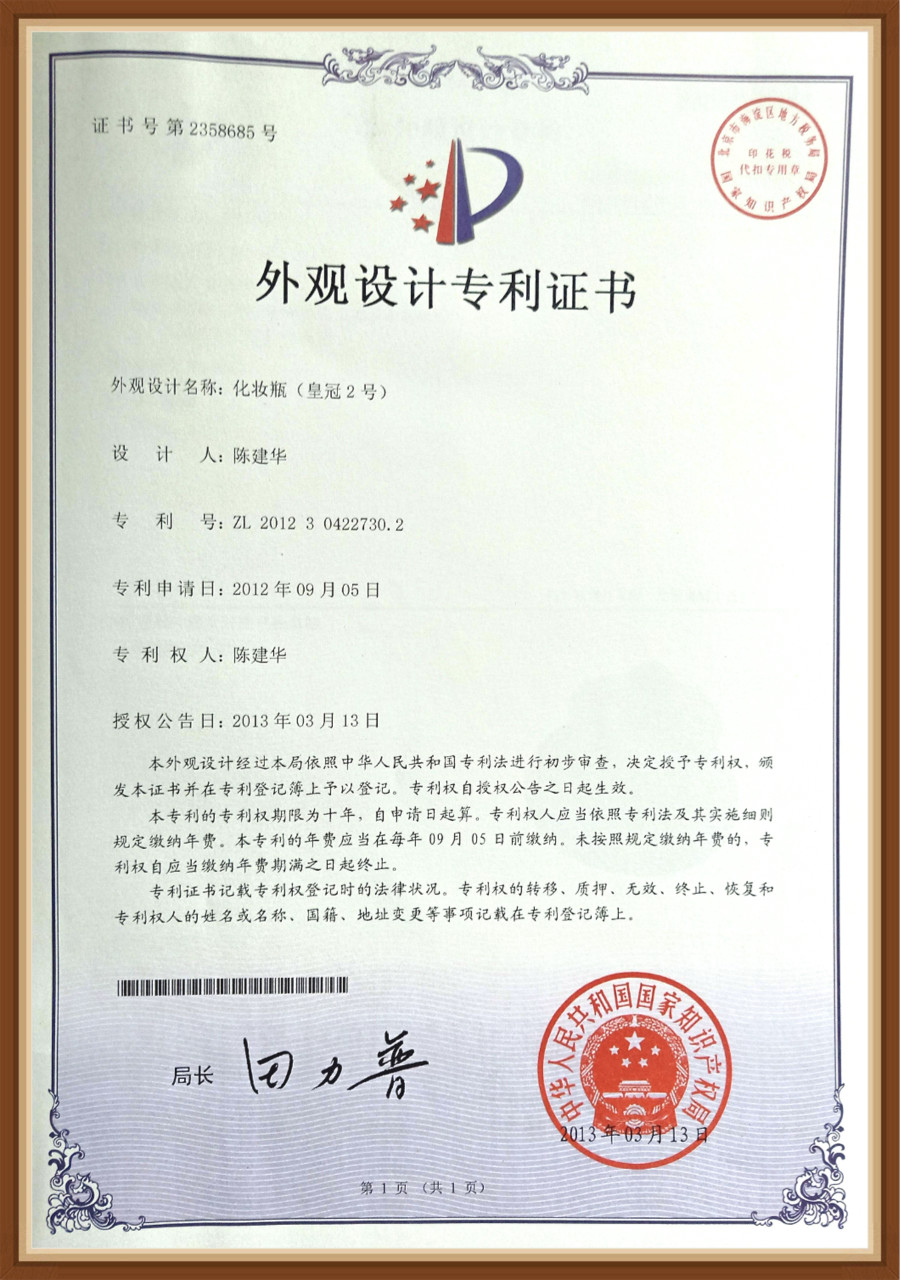 证书号第2358685号
北京市海淀区地方税务局
印花税
代扣专用章
国家知识产权局
外观设计专利证书
外观设计名称：化妆瓶（皇冠2号）
设计人：陈建华
专利号：ZL 2012 3 0422730.2
专利申请日：2012年09月05日
专利权人：陈建华
授权公告日：2013年03月13日
本外观设计经过本局依照中华人民共和国专利法进行初步审查，决定授予专利权，颁
发本证书并在专利登记簿上予以登记。专利权自授权公告之日起生效。
本专利的专利权期限为十年，自申请日起算。专利权人应当依照专利法及其实施细则
规定缴纳年费。本专利的年费应当在每年09月05日前缴纳。未按照规定缴纳年费的，专
利权自应当缴纳年费期满之日起终止。
专利证书记载专利权登记时的法律状况。专利权的转移、质押、无效、终止、恢复和
专利权人的姓名或名称、国籍、地址变更等事项记载在专利登记簿上。
局长 田力普
中华人民共和国国家知识产权局
2013年03月13日
第1页（共1页）